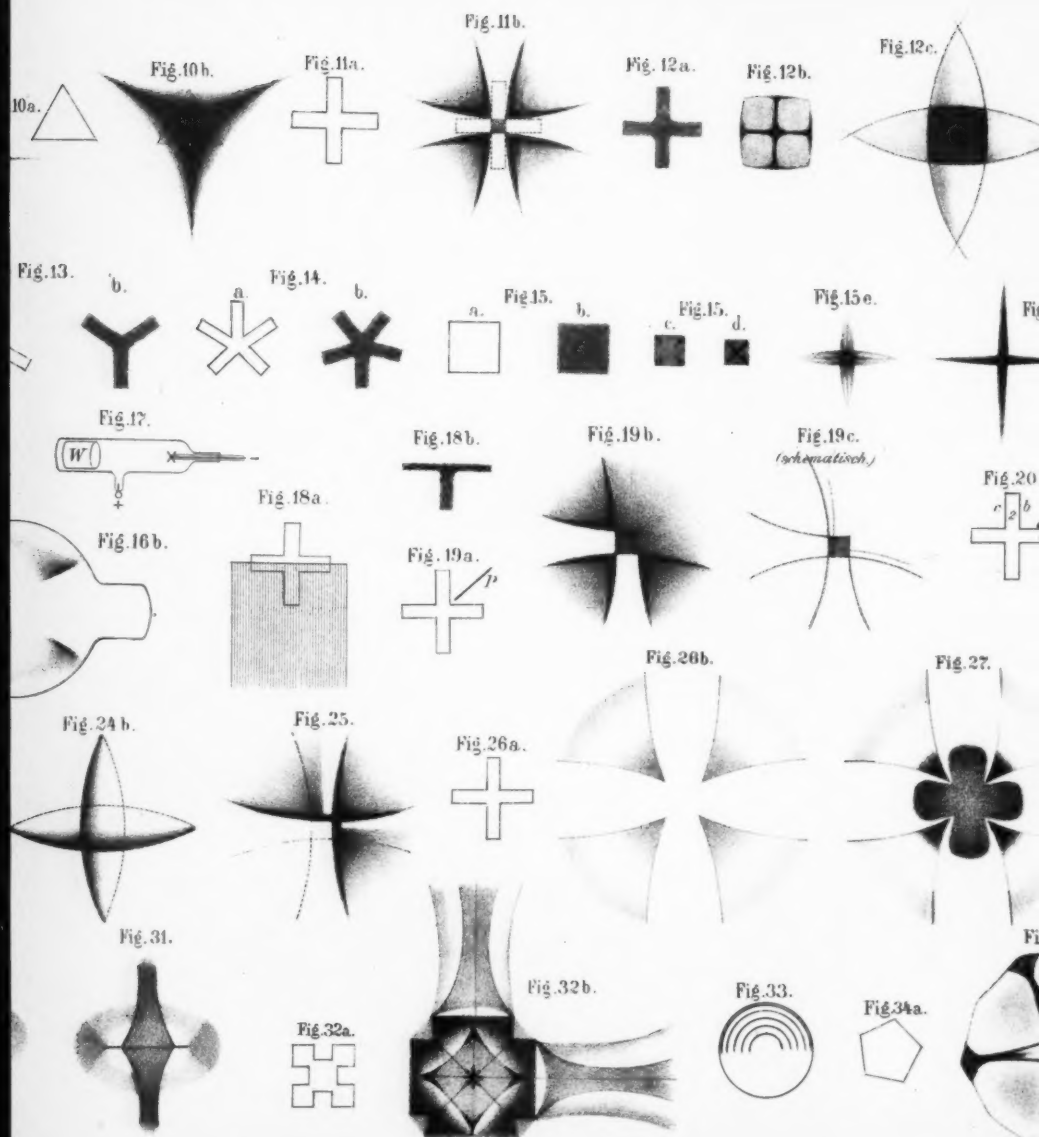 Fig.11b.
Fig.10b.
Fig.11a.
Fig.12a.
Fig.12b.
Fig.12c.
10a.
Fig.13.
b.
a.
Fig.14.
b.
a.
Fig.15.
b.
Fig.15.
c.
d.
Fig.15e.
Fig.17.
W
-
+
Fig.18b.
Fig.19b.
Fig.19c.
(schematisch.)
Fig.18a.
Fig.20
c
2
b
Fig.16b.
Fig.19a.
p
Fig.26b.
Fig.27.
Fig.24b.
Fig.25.
Fig.26a.
Fig.31.
Fig.32b.
Fig.33.
Fig.34a.
Fig.32a.